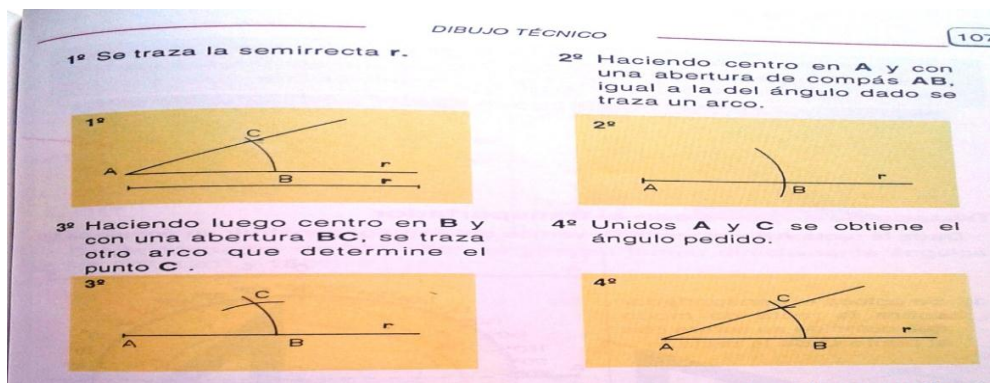 DIBUJO TÉCNICO
107
1º Se traza la semirrecta r.
2º Haciendo centro en A y con
una abertura de compás AB,
igual a la del ángulo dado se
traza un arco.
1º
C
A
B
r
r
2º
A
B
r
3º Haciendo luego centro en B y
con una abertura BC, se traza
otro arco que determine el
punto C .
4º Unidos A y C se obtiene el
ángulo pedido.
3º
C
A
B
r
4º
C
A
B
r